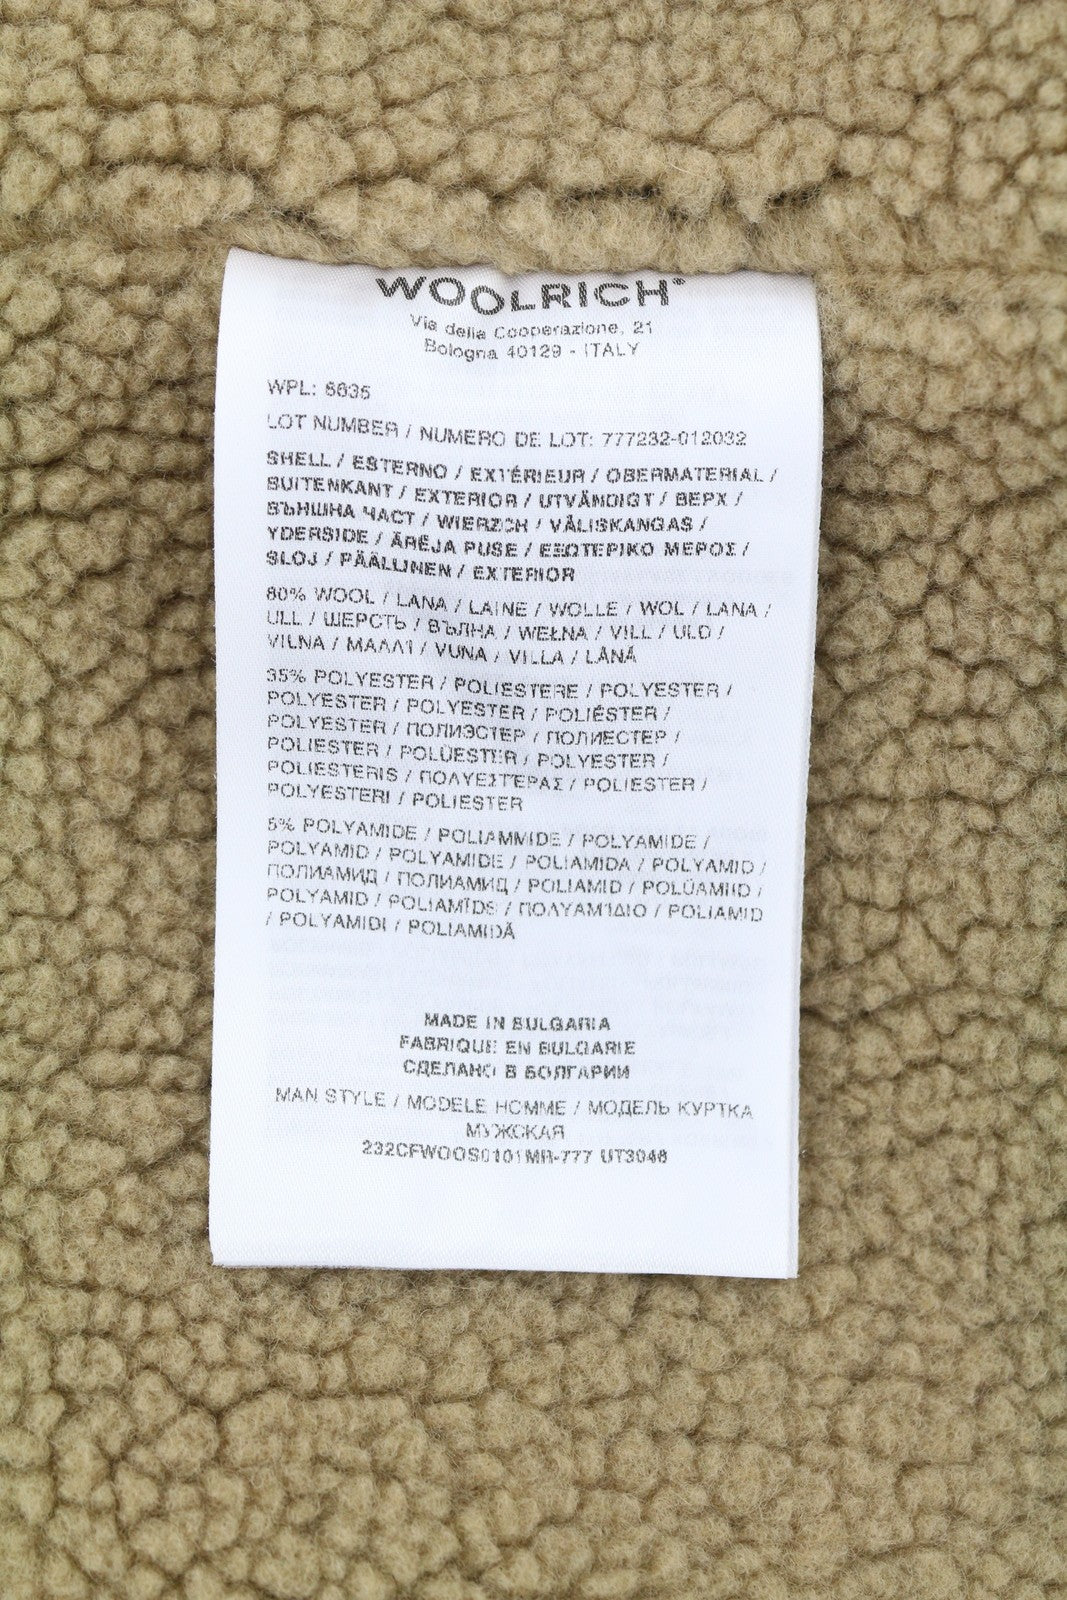 WOOLRICH®
Via della Cooperazione, 21
Bologna 40129 - ITALY
WPL: 6635
LOT NUMBER / NUMERO DE LOT: 777232-012032
SHELL / ESTERNO / EXTÉRIEUR / OBERMATERIAL /
BUITENKANT / EXTERIOR / UTVÄNDIGT / ВЕРХ /
ВЪНШНА ЧАСТ / WIERZCH / VÄLISKANGAS /
YDERSIDE / ĀRĒJA PUSE / ΕΞΩΤΕΡΙΚΟ ΜΕΡΟΣ /
SLOJ / PÄÄLLINEN / EXTERIOR
60% WOOL / LANA / LAINE / WOLLE / WOL / LANA /
ULL / ШЕРСТЬ / ВЪЛНА / WEŁNA / VILL / ULD /
VILNA / ΜΑΛΛΊ / VUNA / VILLA / LÂNĂ
35% POLYESTER / POLIESTERE / POLYESTER /
POLYESTER / POLYESTER / POLIÉSTER /
POLYESTER / ПОЛИЭСТЕР / ПОЛИЕСТЕР /
POLIESTER / POLÜESTER / POLYESTER /
POLIESTERIS / ΠΟΛΥΕΣΤΈΡΑΣ / POLIESTER /
POLYESTERI / POLIESTER
5% POLYAMIDE / POLIAMMIDE / POLYAMIDE /
POLYAMID / POLYAMIDE / POLIAMIDA / POLYAMID /
ПОЛИАМИД / ПОЛИАМИД / POLIAMID / POLÜAMIID /
POLYAMID / POLIAMĪDS / ΠΟΛΥΑΜΊΔΙΟ / POLIAMID
/ POLYAMIDI / POLIAMIDĂ
MADE IN BULGARIA
FABRIQUE EN BULGARIE
СДЕЛАНО В БОЛГАРИИ
MAN STYLE / MODELE HOMME / МОДЕЛЬ КУРТКА
МУЖСКАЯ
232CFWOOS0101MR-777 UT3046